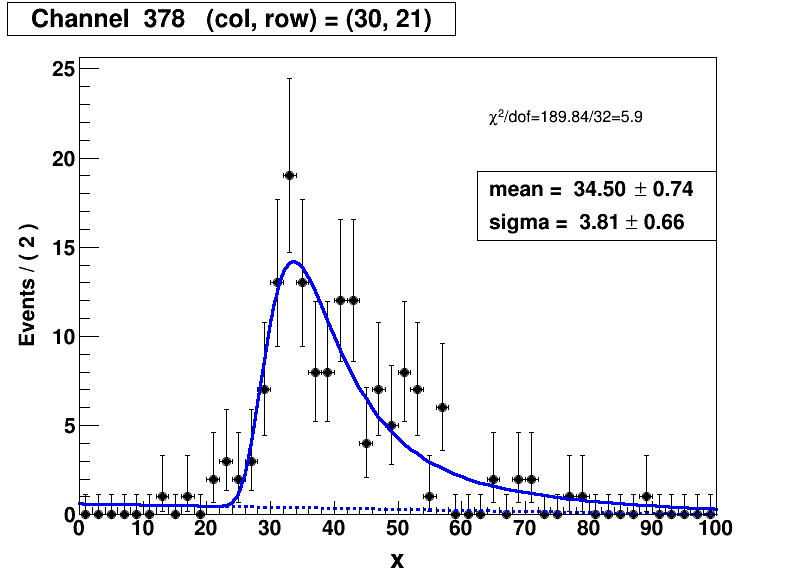 Channel 378 (col, row) = (30, 21)
25
χ²/dof=189.84/32=5.9
20
mean = 34.50 ± 0.74
sigma = 3.81 ± 0.66
15
Events / ( 2 )
10
5
0
0 10 20 30 40 50 60 70 80 90 100
x